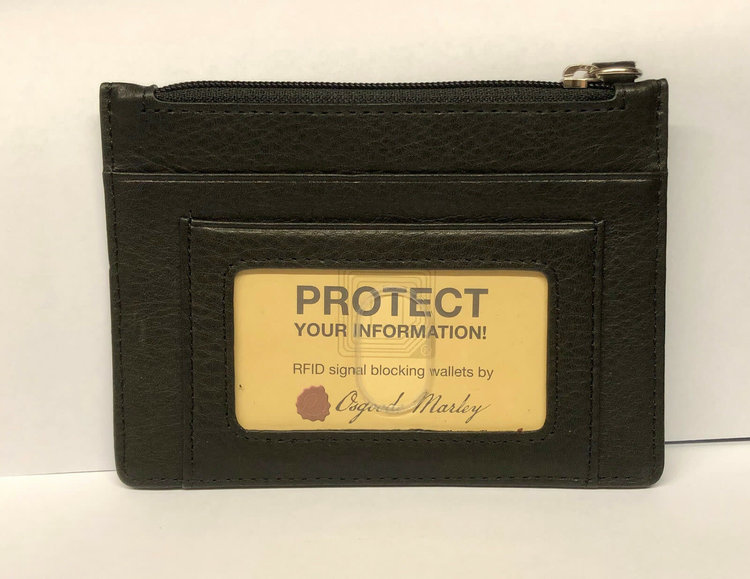 PROTECT
YOUR INFORMATION!
RFID signal blocking wallets by
Osgoode Marley